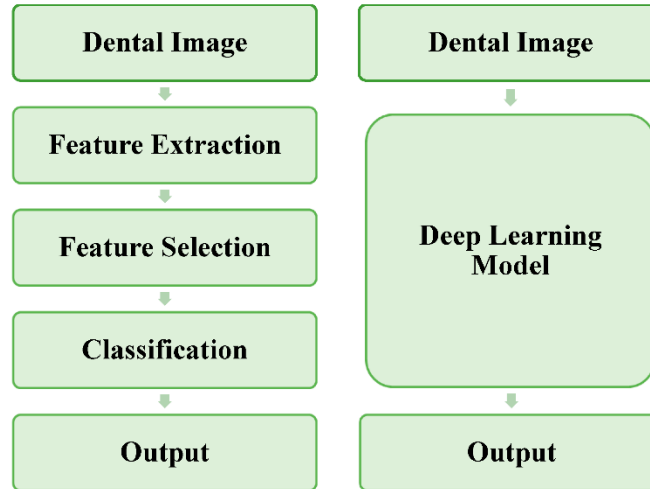 Dental Image
Feature Extraction
Feature Selection
Classification
Output
Dental Image
Deep Learning
Model
Output